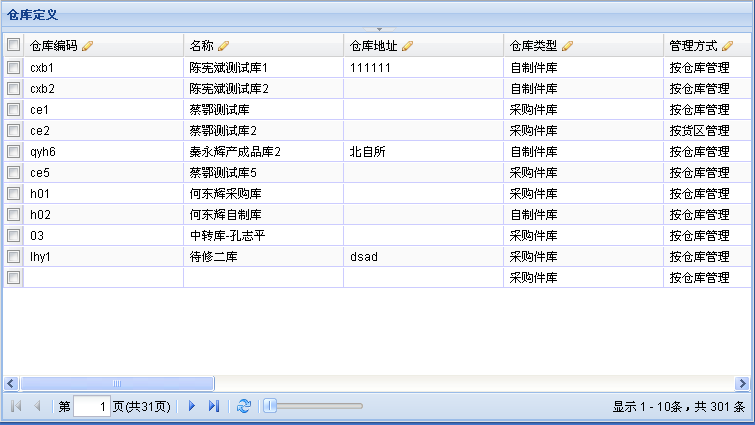 仓库定义
仓库编码 名称 仓库地址 仓库类型 管理方式
cxb1 陈宪斌测试库1 111111 自制件库 按仓库管理
cxb2 陈宪斌测试库2 自制件库 按仓库管理
ce1 蔡鄂测试库 采购件库 按仓库管理
ce2 蔡鄂测试库2 采购件库 按货区管理
qyh6 秦永辉产成品库2 北自所 自制件库 按仓库管理
ce5 蔡鄂测试库5 采购件库 按仓库管理
h01 何东辉采购库 采购件库 按仓库管理
h02 何东辉自制库 自制件库 按仓库管理
03 中转库-孔志平 采购件库 按仓库管理
lhy1 待修二库 dsad 采购件库 按仓库管理
采购件库 按仓库管理
第 1 页(共31页) 显示 1 - 10条，共 301 条